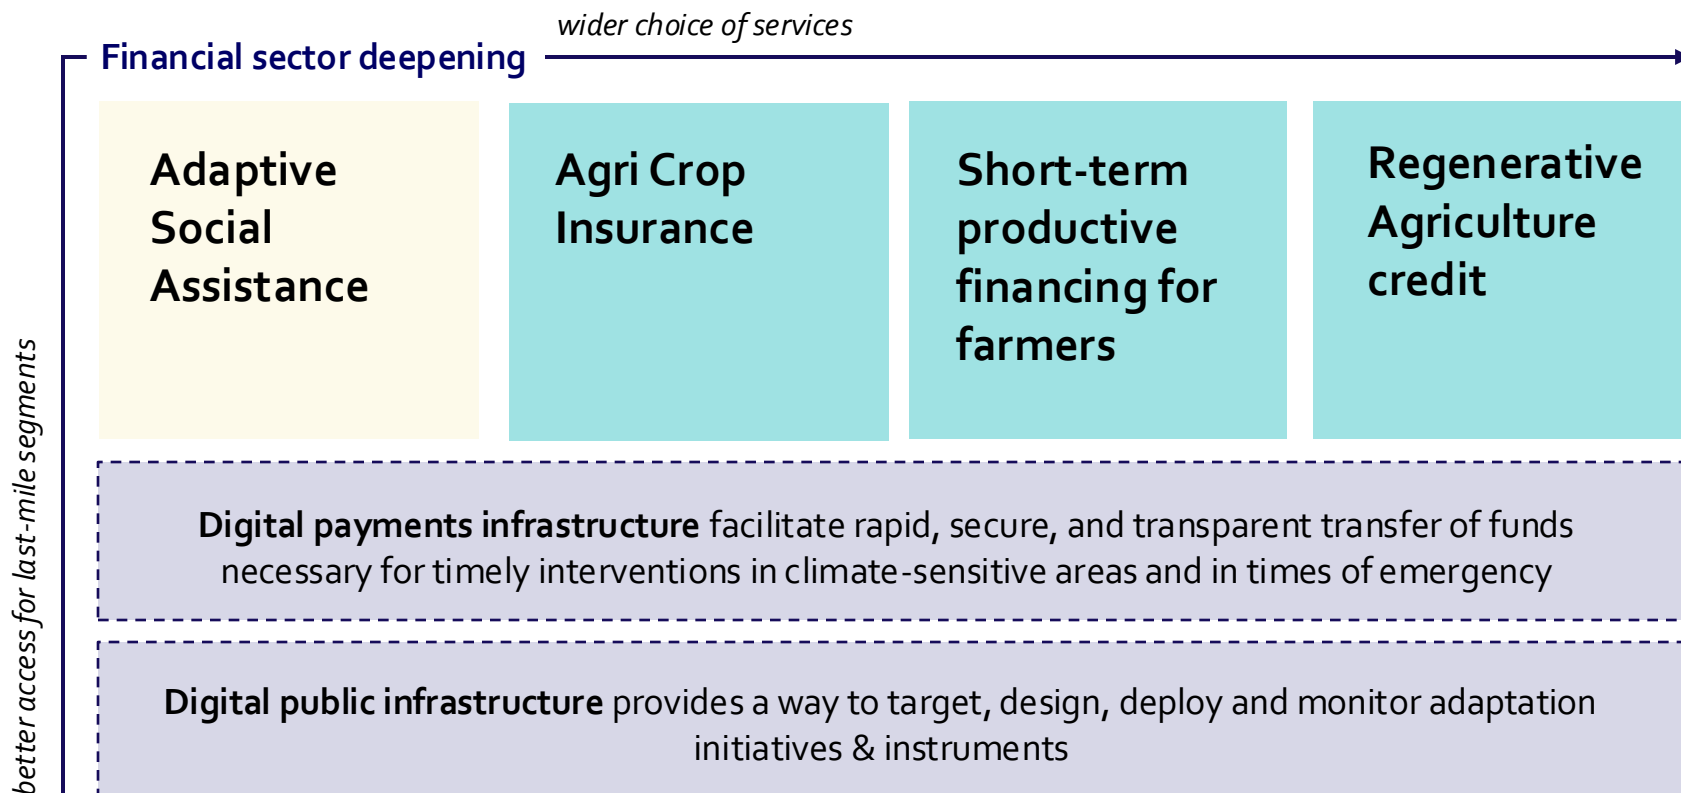 wider choice of services
Financial sector deepening
Adaptive
Social
Assistance
Agri Crop
Insurance
Short-term
productive
financing for
farmers
Regenerative
Agriculture
credit
better access for last-mile segments
Digital payments infrastructure facilitate rapid, secure, and transparent transfer of funds
necessary for timely interventions in climate-sensitive areas and in times of emergency
Digital public infrastructure provides a way to target, design, deploy and monitor adaptation
initiatives & instruments